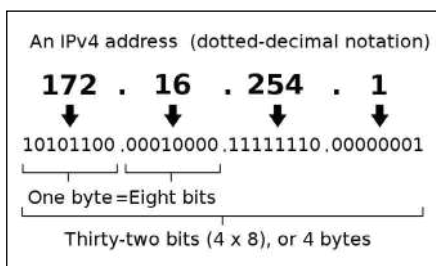 An IPv4 address (dotted-decimal notation)
172 . 16 . 254 . 1
10101100 .00010000 .11111110 .00000001
One byte =Eight bits
Thirty-two bits (4 x 8), or 4 bytes